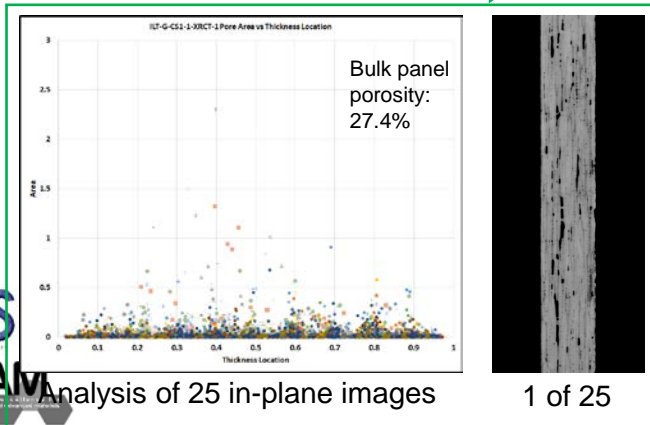 ILT-G-CS1-1-XRCT-1 Pore Area vs Thickness Location
3
2.5
2
1.5
1
0.5
0
Area
Bulk panel
porosity:
27.4%
0 0.1 0.2 0.3 0.4 0.5 0.6 0.7 0.8 0.9 1
Thickness Location
S
AM
Analysis of 25 in-plane images
1 of 25